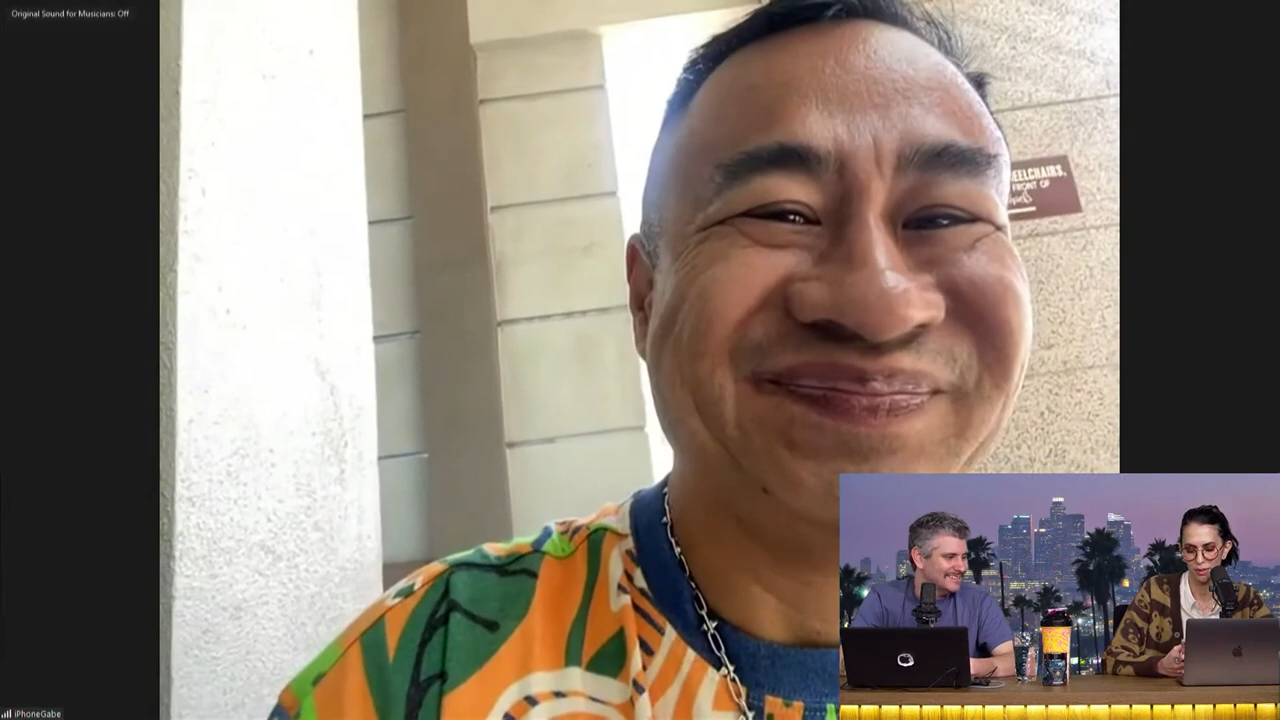 Original Sound for Musicians: Off
EELCHAIRS,
FRONT OF
iPhoneGabe